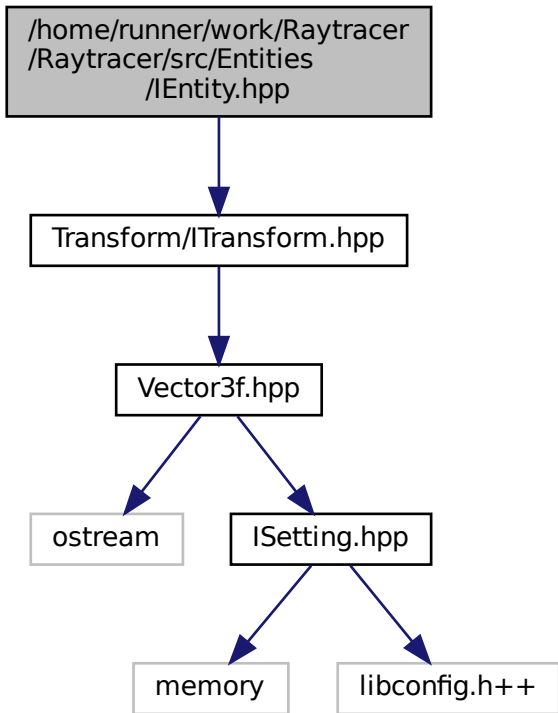 /home/runner/work/Raytracer
/Raytracer/src/Entities
/IEntity.hpp
Transform/ITransform.hpp
Vector3f.hpp
ostream
ISetting.hpp
memory
libconfig.h++